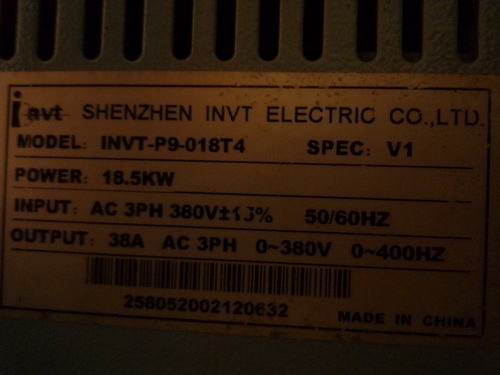 invt SHENZHEN INVT ELECTRIC CO.,LTD.
MODEL: INVT-P9-018T4 SPEC: V1
POWER: 18.5KW
INPUT: AC 3PH 380V 50/60HZ
OUTPUT: 38A AC 3PH 0~380V 0~400HZ
258052002120632
MADE IN CHINA